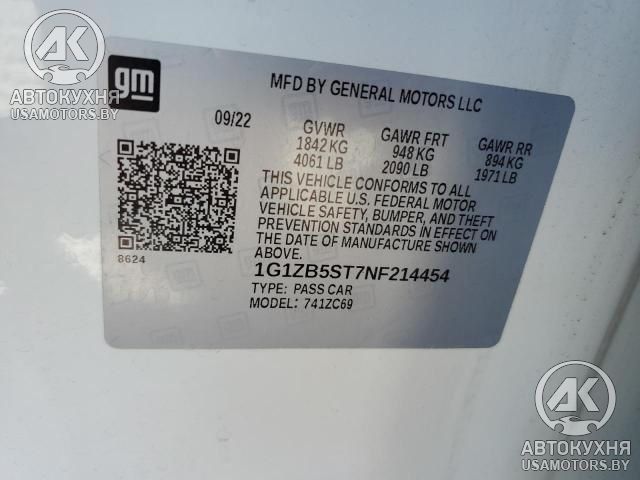 AK
АВТОКУХНЯ
USAMOTORS.BY
gm
MFD BY GENERAL MOTORS LLC
09/22
GVWR
1842 KG
4061 LB
GAWR FRT
948 KG
2090 LB
GAWR RR
894 KG
1971 LB
THIS VEHICLE CONFORMS TO ALL
APPLICABLE U.S. FEDERAL MOTOR
VEHICLE SAFETY, BUMPER, AND THEFT
PREVENTION STANDARDS IN EFFECT ON
THE DATE OF MANUFACTURE SHOWN
ABOVE.
8624
1G1ZB5ST7NF214454
TYPE: PASS CAR
MODEL: 741ZC69
AK
АВТОКУХНЯ
USAMOTORS.BY